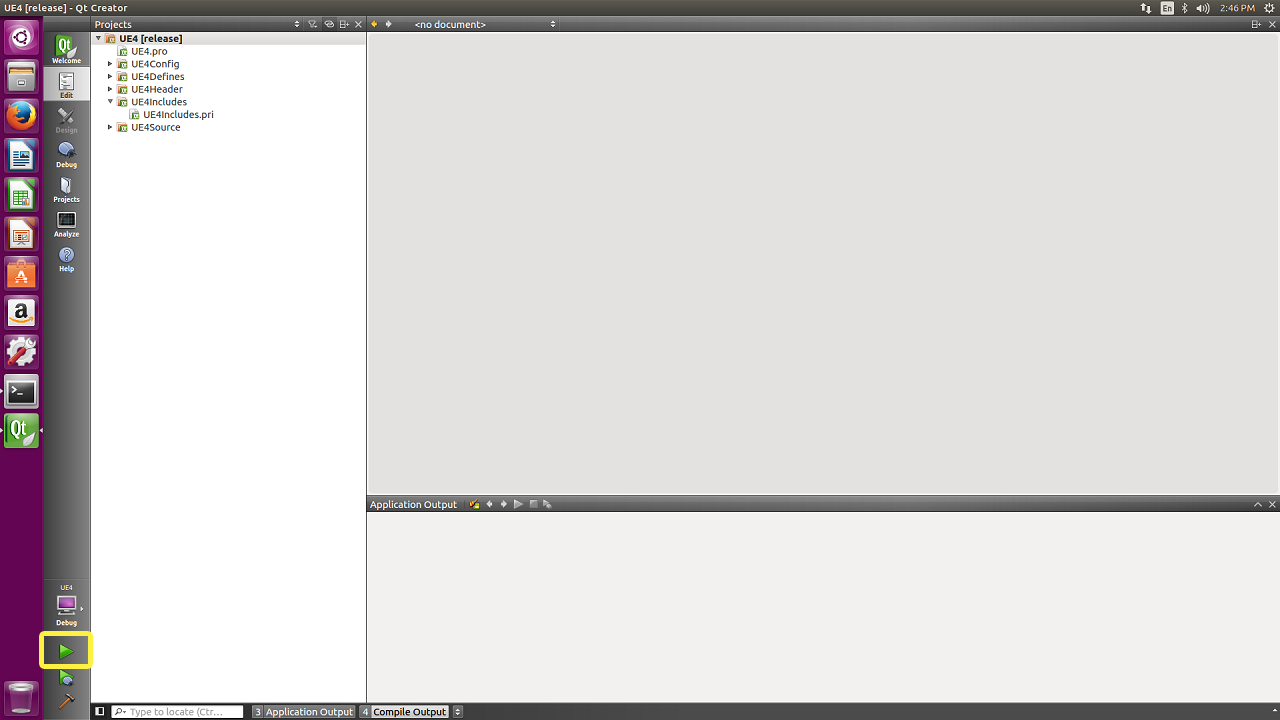 UE4 [release] - Qt Creator
En
2:46 PM
Projects
<no document>
Qt
Welcome
UE4 [release]
UE4.pro
UE4Config
UE4Defines
UE4Header
UE4Includes
UE4Includes.pri
UE4Source
Edit
Design
Debug
Projects
Analyze
?
Help
a
>_
Qt
Application Output
UE4
Debug
Type to locate (Ctr...
3 Application Output
4 Compile Output